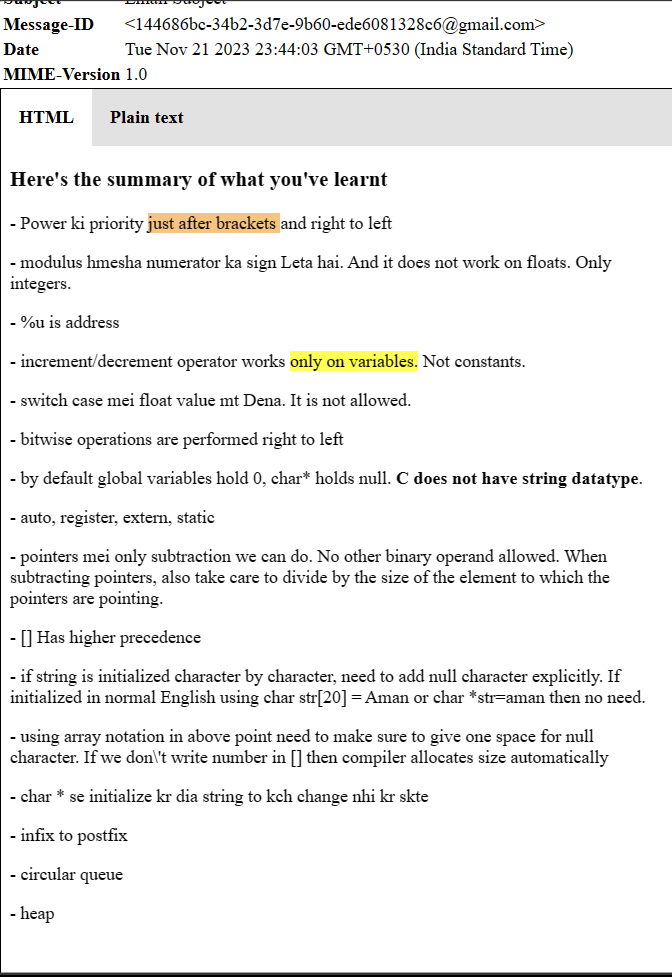 Subject Email Subject
Message-ID <144686bc-34b2-3d7e-9b60-ede6081328c6@gmail.com>
Date Tue Nov 21 2023 23:44:03 GMT+0530 (India Standard Time)
MIME-Version 1.0
HTML Plain text
Here's the summary of what you've learnt
- Power ki priority just after brackets and right to left
- modulus hmesha numerator ka sign Leta hai. And it does not work on floats. Only
integers.
- %u is address
- increment/decrement operator works only on variables. Not constants.
- switch case mei float value mt Dena. It is not allowed.
- bitwise operations are performed right to left
- by default global variables hold 0, char* holds null. C does not have string datatype.
- auto, register, extern, static
- pointers mei only subtraction we can do. No other binary operand allowed. When
subtracting pointers, also take care to divide by the size of the element to which the
pointers are pointing.
- [] Has higher precedence
- if string is initialized character by character, need to add null character explicitly. If
initialized in normal English using char str[20] = Aman or char *str=aman then no need.
- using array notation in above point need to make sure to give one space for null
character. If we don\'t write number in [] then compiler allocates size automatically
- char * se initialize kr dia string to kch change nhi kr skte
- infix to postfix
- circular queue
- heap